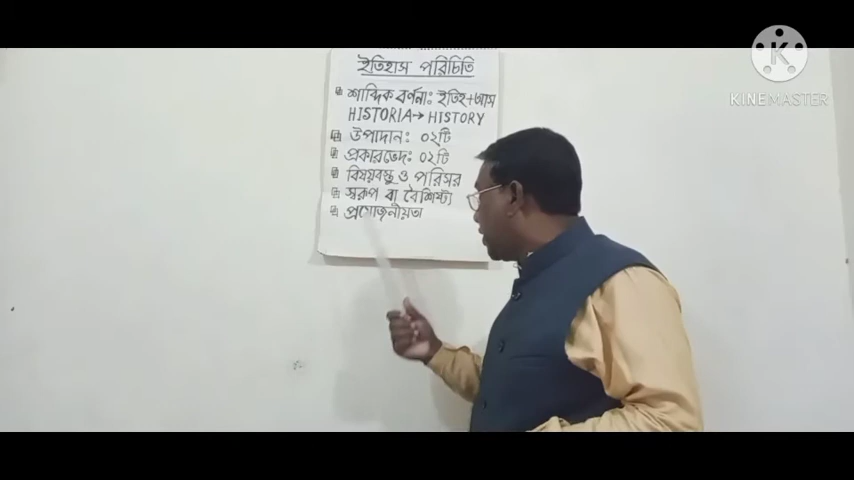 ইতিহাস পরিচিতি
শাব্দিক বর্ণনাঃ ইতিহ+আস
HISTORIA→ HISTORY
উপাদানঃ ০২টি
প্রকারভেদঃ ০২টি
বিষয়বস্তু ও পরিসর
স্বরূপ বা বৈশিষ্ট্য
প্রয়োজনীয়তা
K
KINEMASTER